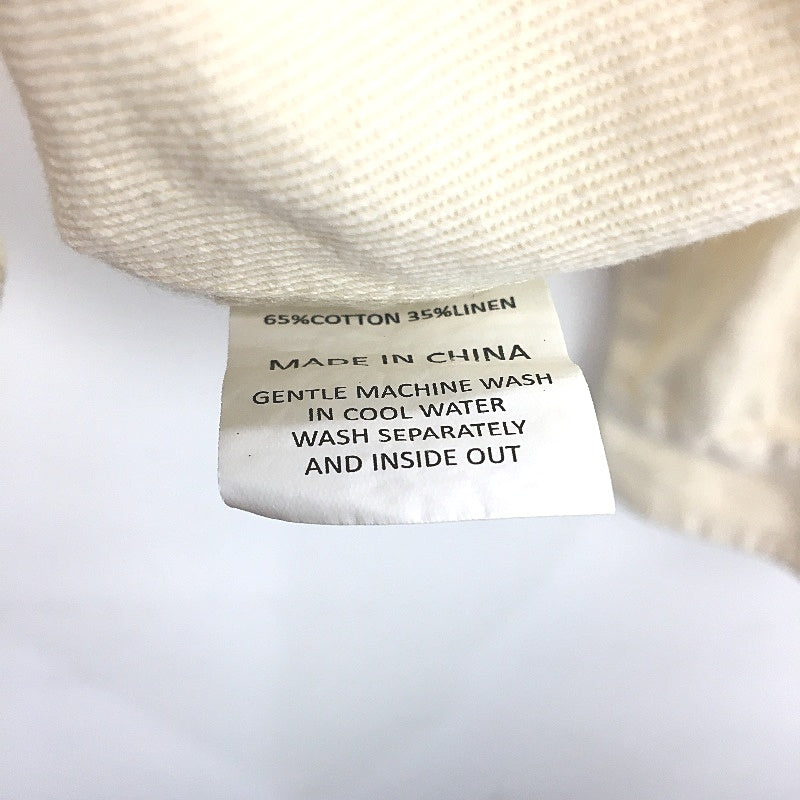 65%COTTON 35%LINEN
MADE IN CHINA
GENTLE MACHINE WASH
IN COOL WATER
WASH SEPARATELY
AND INSIDE OUT